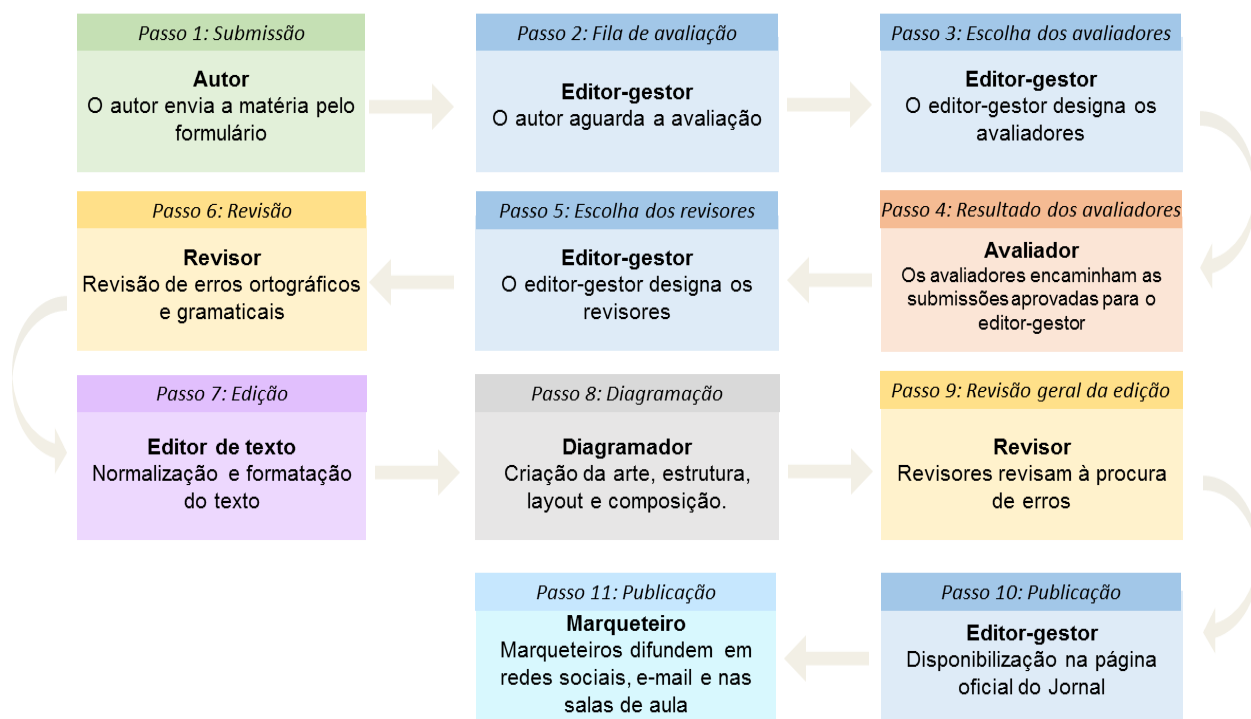 Passo 1: Submissão
Autor
O autor envia a matéria pelo
formulário
Passo 2: Fila de avaliação
Editor-gestor
O autor aguarda a avaliação
Passo 3: Escolha dos avaliadores
Editor-gestor
O editor-gestor designa os
avaliadores
Passo 4: Resultado dos avaliadores
Avaliador
Os avaliadores encaminham as
submissões aprovadas para o
editor-gestor
Passo 5: Escolha dos revisores
Editor-gestor
O editor-gestor designa os
revisores
Passo 6: Revisão
Revisor
Revisão de erros ortográficos
e gramaticais
Passo 7: Edição
Editor de texto
Normalização e formatação
do texto
Passo 8: Diagramação
Diagramador
Criação da arte, estrutura,
layout e composição.
Passo 9: Revisão geral da edição
Revisor
Revisores revisam à procura
de erros
Passo 10: Publicação
Editor-gestor
Disponibilização na página
oficial do Jornal
Passo 11: Publicação
Marqueteiro
Marqueteiros difundem em
redes sociais, e-mail e nas
salas de aula